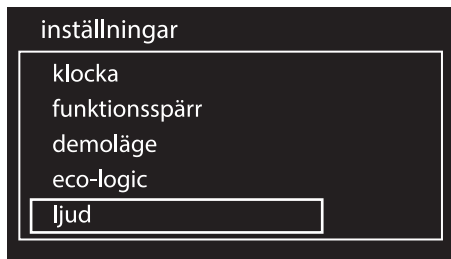 inställningar
klocka
funktionsspärr
demoläge
eco-logic
ljud